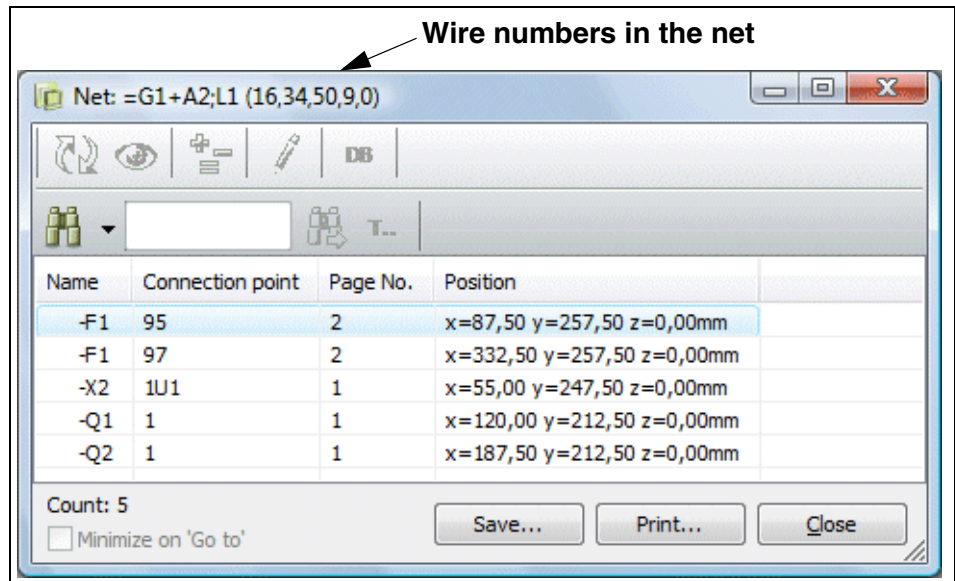 Wire numbers in the net
Net: =G1+A2;L1 (16,34,50,9,0)
DB
T...
Name Connection point Page No. Position
-F1 95 2 x=87,50 y=257,50 z=0,00mm
-F1 97 2 x=332,50 y=257,50 z=0,00mm
-X2 1U1 1 x=55,00 y=247,50 z=0,00mm
-Q1 1 1 x=120,00 y=212,50 z=0,00mm
-Q2 1 1 x=187,50 y=212,50 z=0,00mm
Count: 5
Minimize on 'Go to'
Save... Print... Close